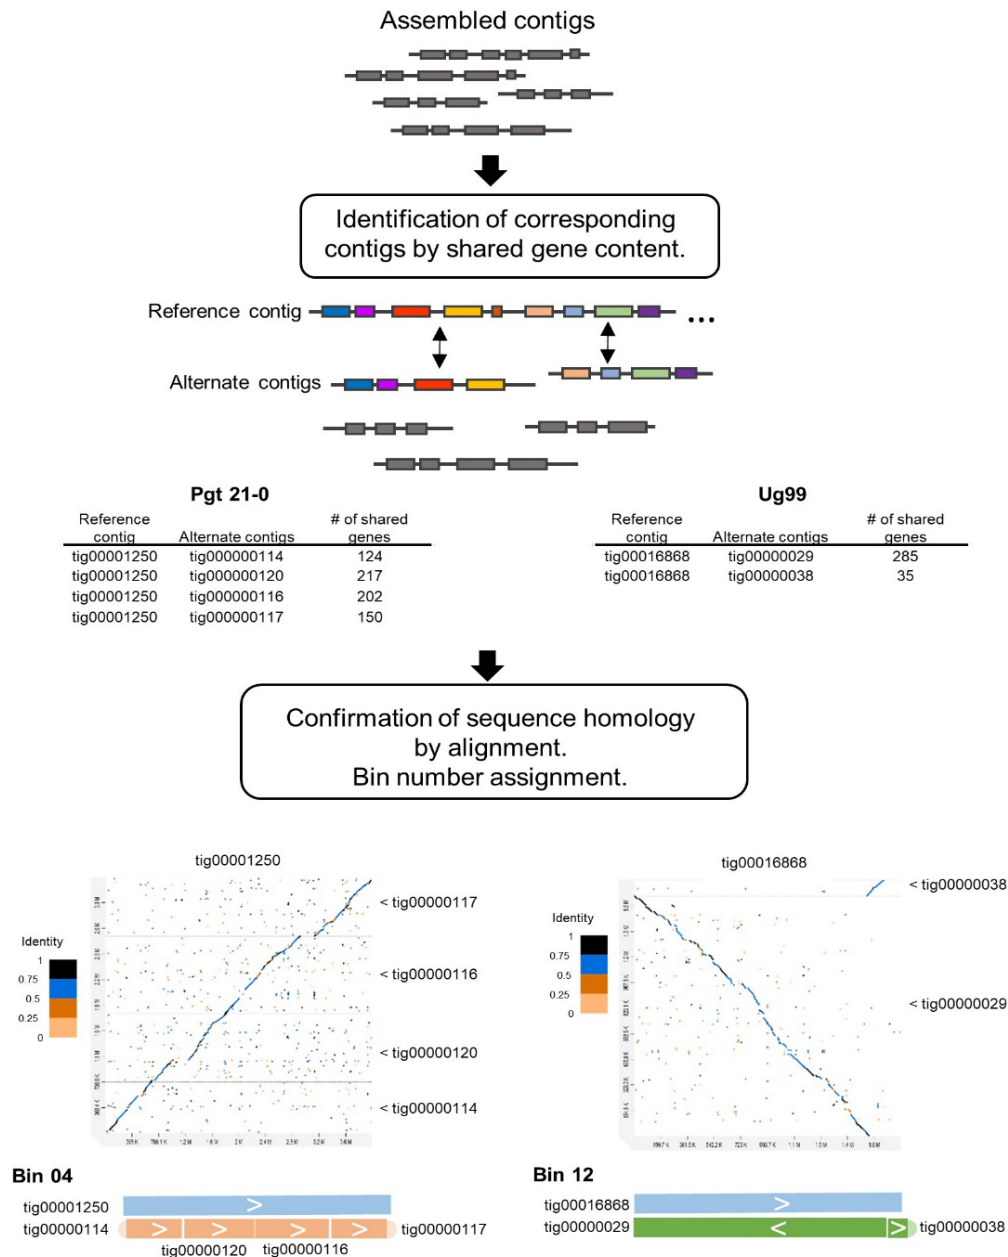 Assembled contigs
Identification of corresponding
contigs by shared gene content.
Reference contig
...
Alternate contigs
Pgt 21-0
Reference contig Alternate contigs # of shared genes
tig00001250 tig000000114 124
tig00001250 tig000000120 217
tig00001250 tig000000116 202
tig00001250 tig000000117 150
Ug99
Reference contig Alternate contigs # of shared genes
tig00016868 tig00000029 285
tig00016868 tig00000038 35
Confirmation of sequence homology
by alignment.
Bin number assignment.
tig00001250
Identity
1
0.75
0.5
0.25
0
< tig00000117
< tig00000116
< tig00000120
< tig00000114
tig00016868
Identity
1
0.75
0.5
0.25
0
< tig00000038
< tig00000029
Bin 04
tig00001250
>
tig00000114
> > > >
tig00000117
tig00000120
tig00000116
Bin 12
tig00016868
>
tig00000029
< >
tig00000038